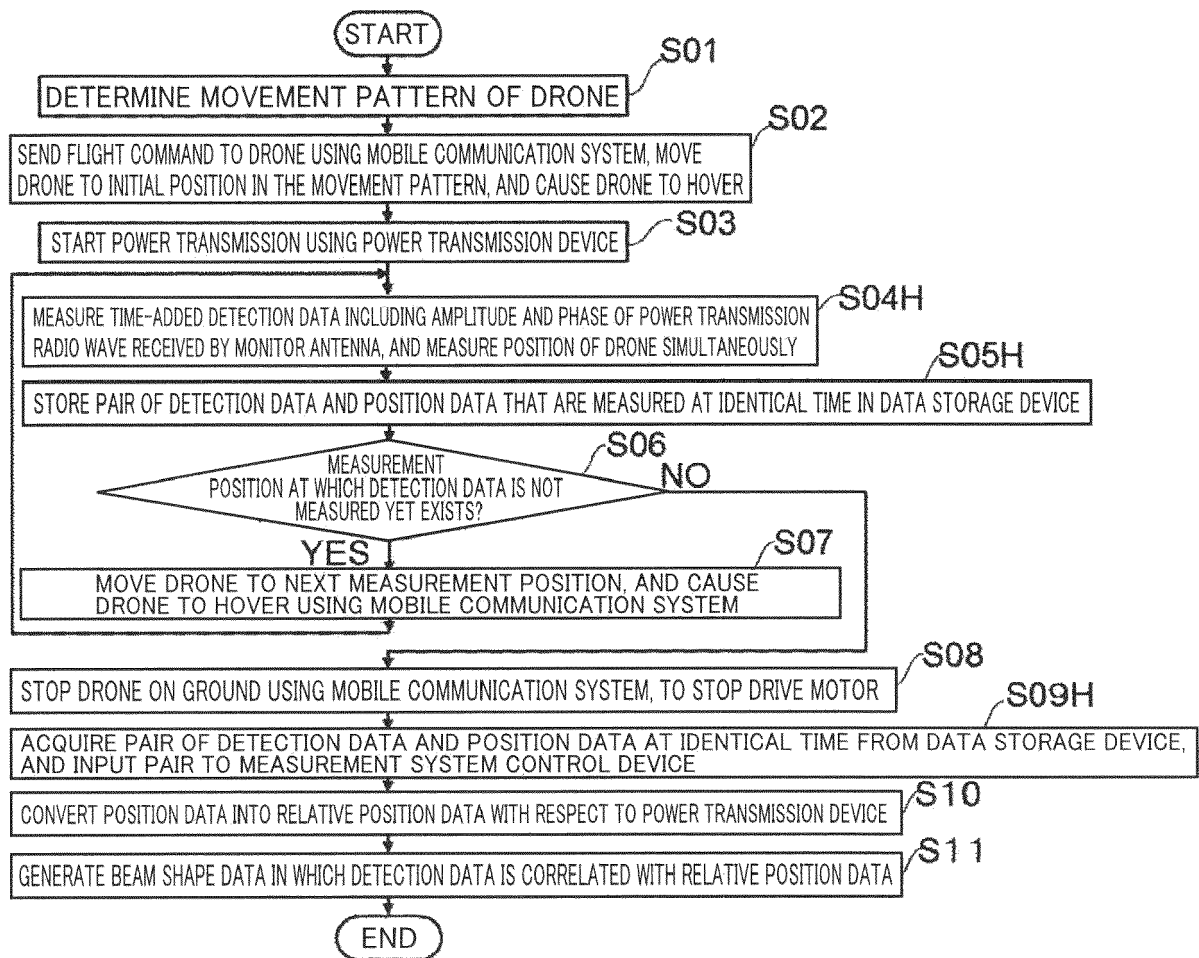 START
S01
DETERMINE MOVEMENT PATTERN OF DRONE
S02
SEND FLIGHT COMMAND TO DRONE USING MOBILE COMMUNICATION SYSTEM, MOVE
DRONE TO INITIAL POSITION IN THE MOVEMENT PATTERN, AND CAUSE DRONE TO HOVER
S03
START POWER TRANSMISSION USING POWER TRANSMISSION DEVICE
S04H
MEASURE TIME-ADDED DETECTION DATA INCLUDING AMPLITUDE AND PHASE OF POWER TRANSMISSION
RADIO WAVE RECEIVED BY MONITOR ANTENNA, AND MEASURE POSITION OF DRONE SIMULTANEOUSLY
S05H
STORE PAIR OF DETECTION DATA AND POSITION DATA THAT ARE MEASURED AT IDENTICAL TIME IN DATA STORAGE DEVICE
S06
MEASUREMENT
POSITION AT WHICH DETECTION DATA IS NOT
MEASURED YET EXISTS?
NO
YES
S07
MOVE DRONE TO NEXT MEASUREMENT POSITION, AND CAUSE
DRONE TO HOVER USING MOBILE COMMUNICATION SYSTEM
S08
STOP DRONE ON GROUND USING MOBILE COMMUNICATION SYSTEM, TO STOP DRIVE MOTOR
S09H
ACQUIRE PAIR OF DETECTION DATA AND POSITION DATA AT IDENTICAL TIME FROM DATA STORAGE DEVICE,
AND INPUT PAIR TO MEASUREMENT SYSTEM CONTROL DEVICE
S10
CONVERT POSITION DATA INTO RELATIVE POSITION DATA WITH RESPECT TO POWER TRANSMISSION DEVICE
S11
GENERATE BEAM SHAPE DATA IN WHICH DETECTION DATA IS CORRELATED WITH RELATIVE POSITION DATA
END